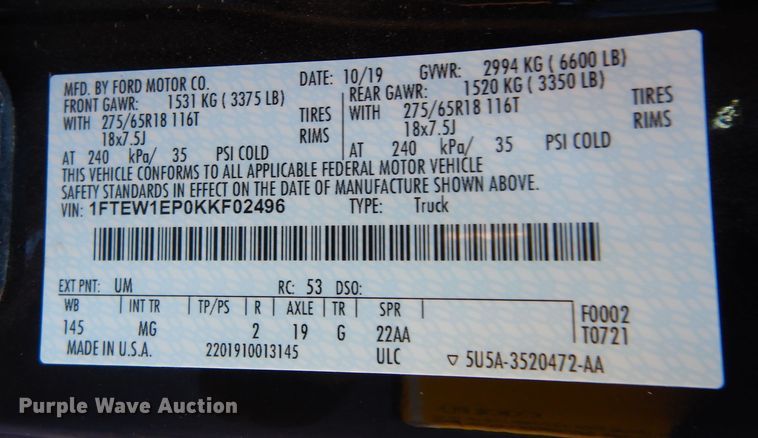 MFD. BY FORD MOTOR CO. DATE: 10/19 GVWR: 2994 KG ( 6600 LB)
FRONT GAWR: 1531 KG ( 3375 LB) REAR GAWR: 1520 KG ( 3350 LB)
WITH 275/65R18 116T TIRES WITH 275/65R18 116T TIRES
18x7.5J RIMS 18x7.5J RIMS
AT 240 kPa/ 35 PSI COLD AT 240 kPa/ 35 PSI COLD
THIS VEHICLE CONFORMS TO ALL APPLICABLE FEDERAL MOTOR VEHICLE
SAFETY STANDARDS IN EFFECT ON THE DATE OF MANUFACTURE SHOWN ABOVE.
VIN: 1FTEW1EP0KKF02496 TYPE: Truck
EXT PNT: UM RC: 53 DSO:
WB INT TR TP/PS R AXLE TR SPR F0002
145 MG 2 19 G 22AA T0721
MADE IN U.S.A. 2201910013145 ULC 5U5A-3520472-AA
Purple Wave Auction